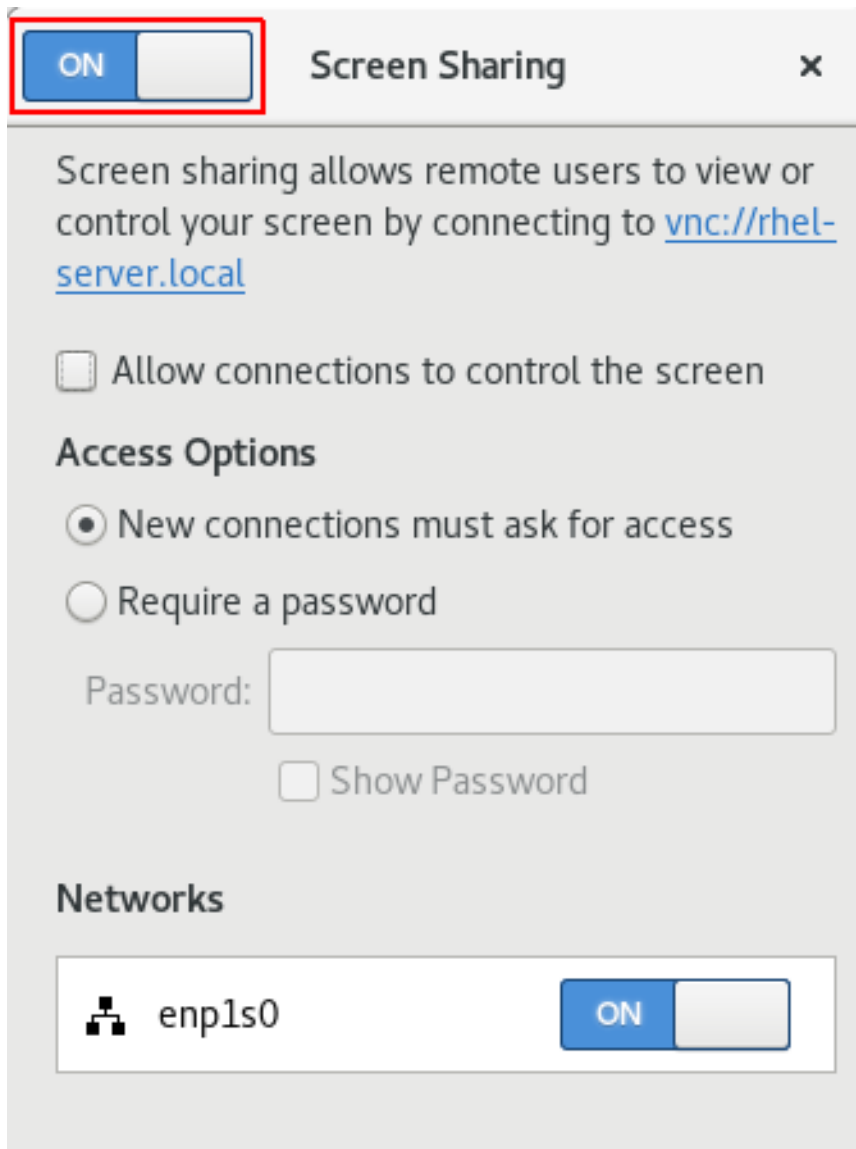 ON Screen Sharing ×
Screen sharing allows remote users to view or
control your screen by connecting to vnc://rhel-
server.local
Allow connections to control the screen
Access Options
New connections must ask for access
Require a password
Password:
Show Password
Networks
enp1s0 ON